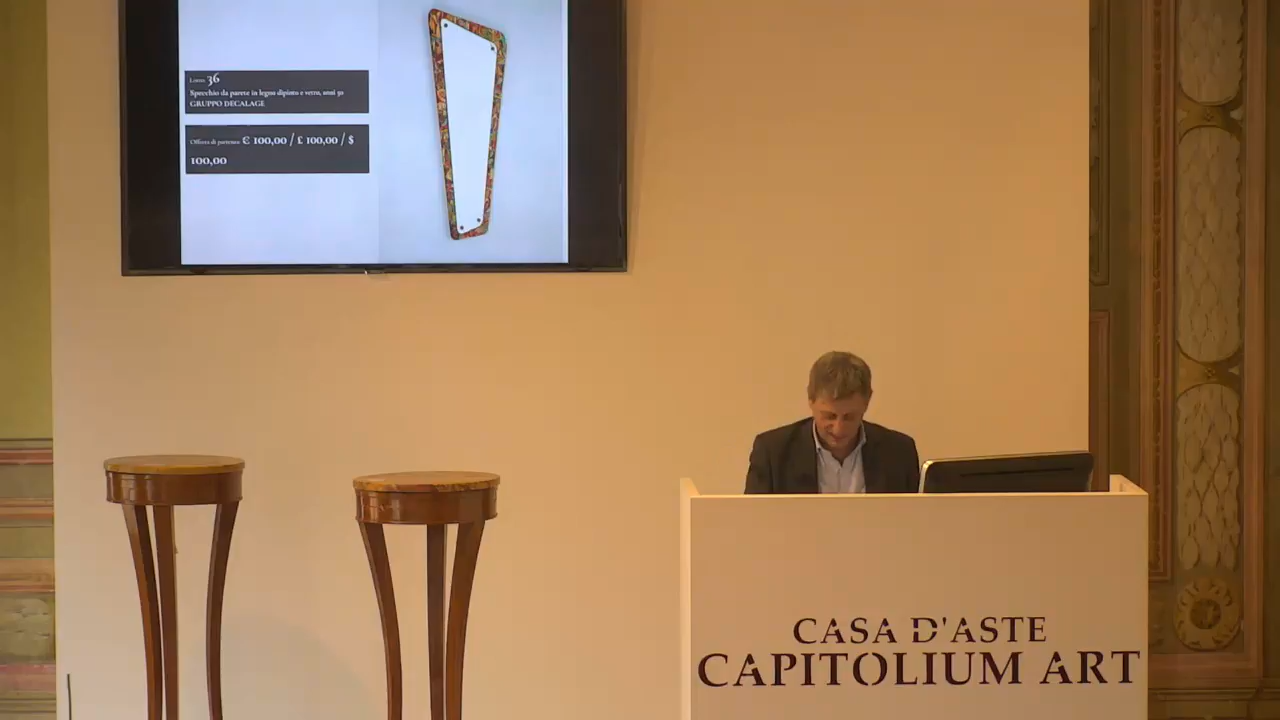 Lotto 36
Specchio da parete in legno dipinto e vetro, anni 50
GRUPPO DECALAGE
Offerta di partenza € 100,00 / £ 100,00 / $
100,00
CASA D'ASTE
CAPITOLIUM ART